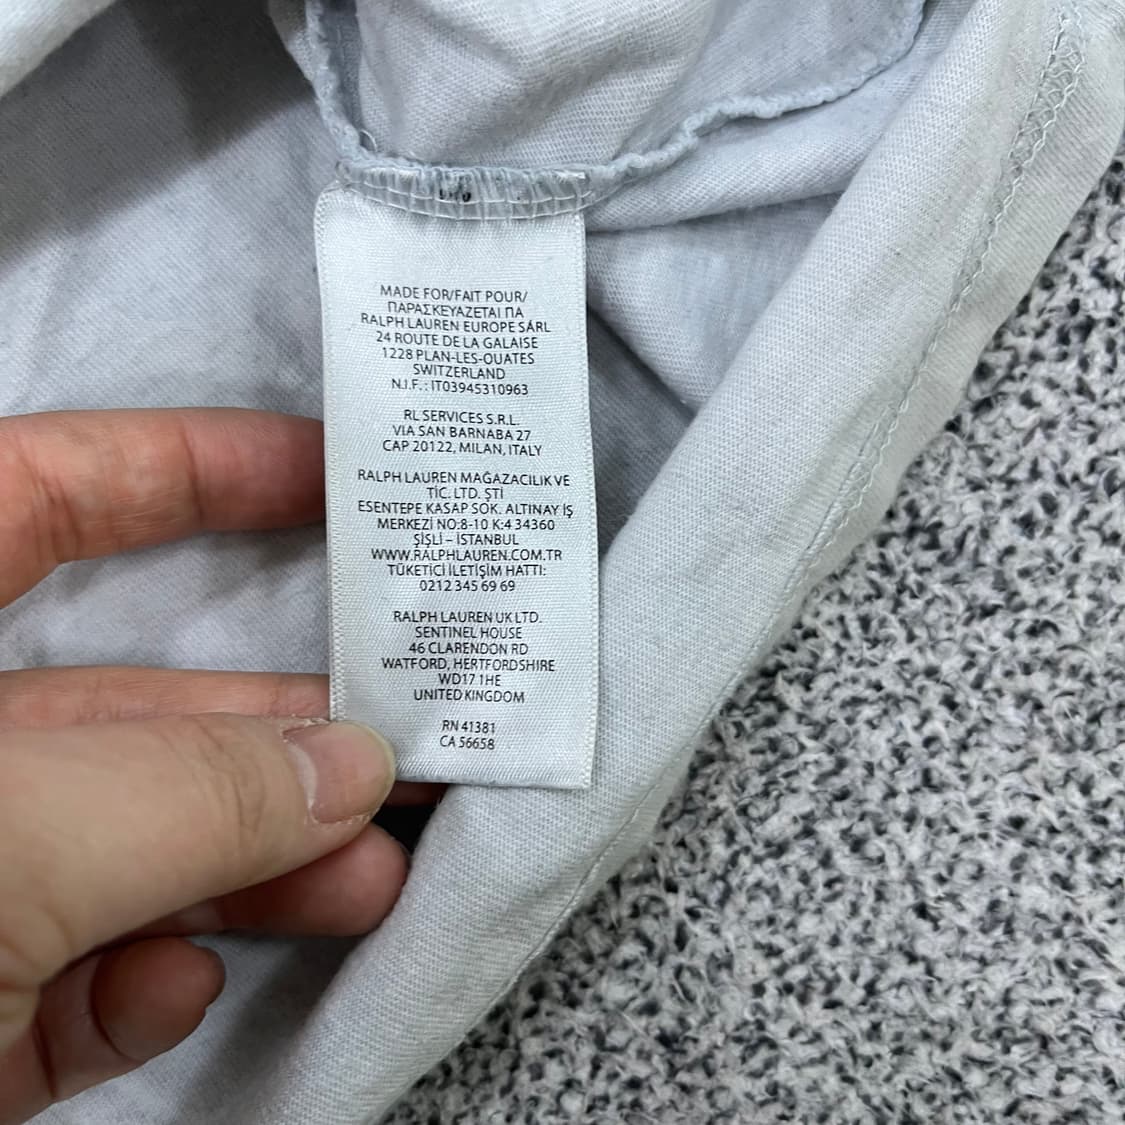 MADE FOR/FAIT POUR/
ΠΑΡΑΣΚΕΥΑΖΕΤΑΙ ΠΑ
RALPH LAUREN EUROPE SÁRL
24 ROUTE DE LA GALAISE
1228 PLAN-LES-OUATES
SWITZERLAND
N.I.F.: IT03945310963
RL SERVICES S.R.L.
VIA SAN BARNABA 27
CAP 20122, MILAN, ITALY
RALPH LAUREN MAĞAZACILIK VE
TİC. LTD. ŞTİ
ESENTEPE KASAP SOK. ALTINAY İŞ
MERKEZİ NO:8-10 K:4 34360
ŞİŞLİ – İSTANBUL
WWW.RALPHLAUREN.COM.TR
TÜKETİCİ İLETİŞİM HATTI:
0212 345 69 69
RALPH LAUREN UK LTD.
SENTINEL HOUSE
46 CLARENDON RD
WATFORD, HERTFORDSHIRE
WD17 1HE
UNITED KINGDOM
RN 41381
CA 56658